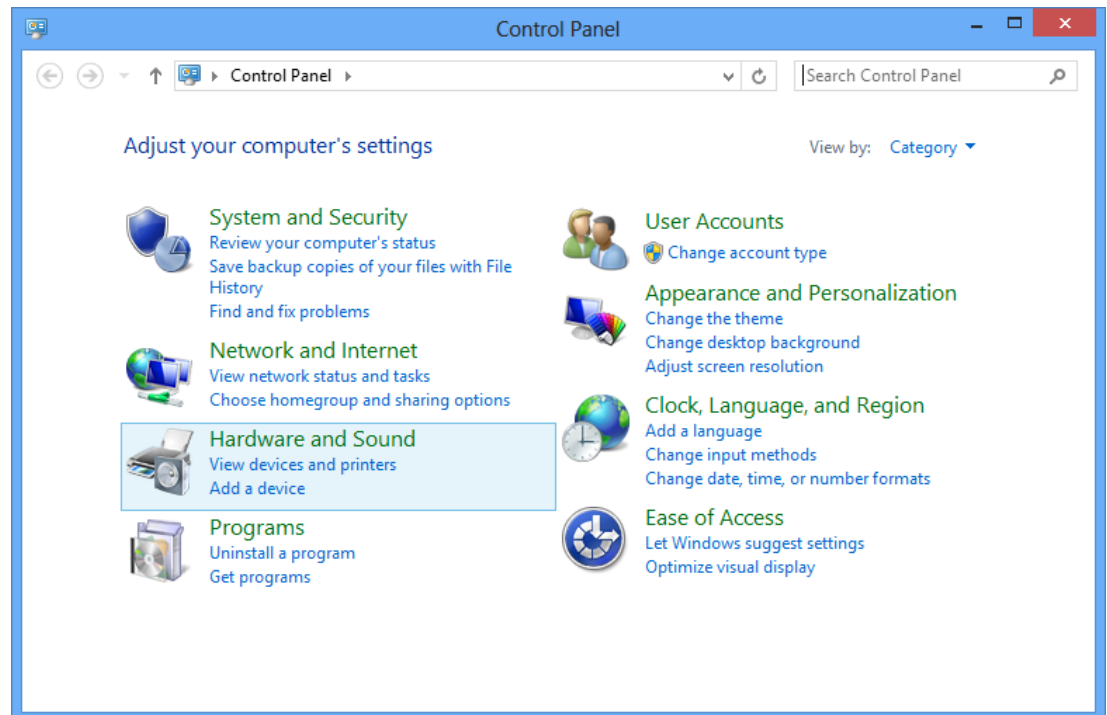 Control Panel
Control Panel
Search Control Panel
Adjust your computer's settings
View by: Category
System and Security
Review your computer's status
Save backup copies of your files with File
History
Find and fix problems
Network and Internet
View network status and tasks
Choose homegroup and sharing options
Hardware and Sound
View devices and printers
Add a device
Programs
Uninstall a program
Get programs
User Accounts
Change account type
Appearance and Personalization
Change the theme
Change desktop background
Adjust screen resolution
Clock, Language, and Region
Add a language
Change input methods
Change date, time, or number formats
Ease of Access
Let Windows suggest settings
Optimize visual display